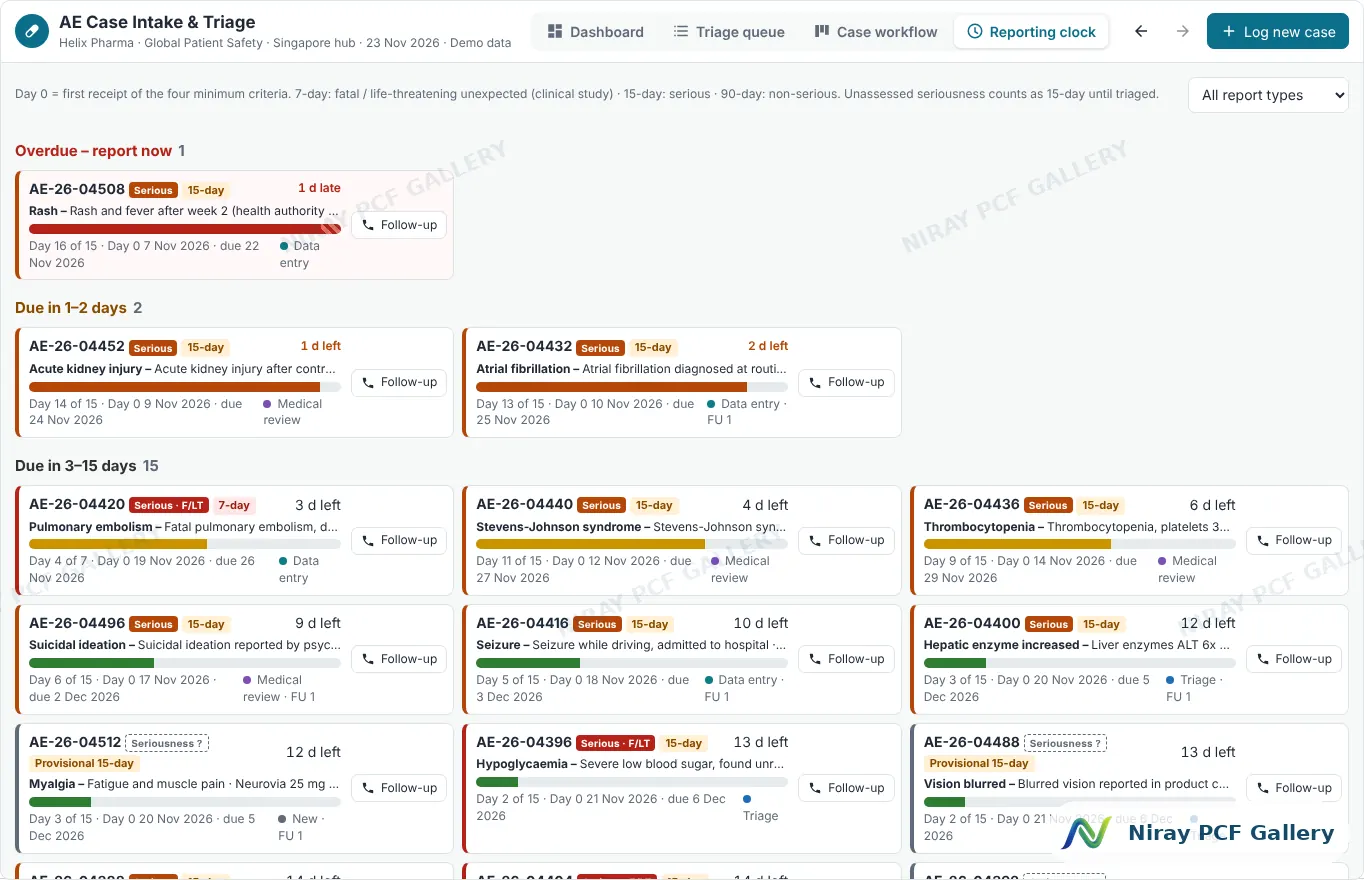 AE Case Intake & Triage
Helix Pharma · Global Patient Safety · Singapore hub · 23 Nov 2026 · Demo data
Dashboard
Triage queue
Case workflow
Reporting clock
+ Log new case
Day 0 = first receipt of the four minimum criteria. 7-day: fatal / life-threatening unexpected (clinical study) · 15-day: serious · 90-day: non-serious. Unassessed seriousness counts as 15-day until triaged.
All report types
Overdue – report now 1
AE-26-04508 Serious 15-day 1 d late
Rash – Rash and fever after week 2 (health authority ...
Follow-up
Day 16 of 15 · Day 0 7 Nov 2026 · due 22 Nov 2026
Data entry
Due in 1–2 days 2
AE-26-04452 Serious 15-day 1 d left
Acute kidney injury – Acute kidney injury after contr...
Follow-up
Day 14 of 15 · Day 0 9 Nov 2026 · due 24 Nov 2026
Medical review
AE-26-04432 Serious 15-day 2 d left
Atrial fibrillation – Atrial fibrillation diagnosed at routi...
Follow-up
Day 13 of 15 · Day 0 10 Nov 2026 · due 25 Nov 2026
Data entry · FU 1
Due in 3–15 days 15
AE-26-04420 Serious · F/LT 7-day 3 d left
Pulmonary embolism – Fatal pulmonary embolism, d...
Follow-up
Day 4 of 7 · Day 0 19 Nov 2026 · due 26 Nov 2026
Data entry
AE-26-04440 Serious 15-day 4 d left
Stevens-Johnson syndrome – Stevens-Johnson syn...
Follow-up
Day 11 of 15 · Day 0 12 Nov 2026 · due 27 Nov 2026
Medical review
AE-26-04436 Serious 15-day 6 d left
Thrombocytopenia – Thrombocytopenia, platelets 3...
Follow-up
Day 9 of 15 · Day 0 14 Nov 2026 · due 29 Nov 2026
Medical review
AE-26-04496 Serious 15-day 9 d left
Suicidal ideation – Suicidal ideation reported by psyc...
Follow-up
Day 6 of 15 · Day 0 17 Nov 2026 · due 2 Dec 2026
Medical review · FU 1
AE-26-04416 Serious 15-day 10 d left
Seizure – Seizure while driving, admitted to hospital ·...
Follow-up
Day 5 of 15 · Day 0 18 Nov 2026 · due 3 Dec 2026
Data entry · FU 1
AE-26-04400 Serious 15-day 12 d left
Hepatic enzyme increased – Liver enzymes ALT 6x ...
Follow-up
Day 3 of 15 · Day 0 20 Nov 2026 · due 5 Dec 2026
Triage · FU 1
AE-26-04512 Seriousness ? 12 d left
Provisional 15-day
Myalgia – Fatigue and muscle pain · Neurovia 25 mg ...
Follow-up
Day 3 of 15 · Day 0 20 Nov 2026 · due 5 Dec 2026
New · FU 1
AE-26-04396 Serious · F/LT 15-day 13 d left
Hypoglycaemia – Severe low blood sugar, found unr...
Follow-up
Day 2 of 15 · Day 0 21 Nov 2026 · due 6 Dec 2026
Triage
AE-26-04488 Seriousness ? 13 d left
Provisional 15-day
Vision blurred – Blurred vision reported in product c...
Follow-up
Day 2 of 15 · Day 0 21 Nov 2026 · due 6 Dec 2026
Niray PCF Gallery
NIRAY PCF GALLERY